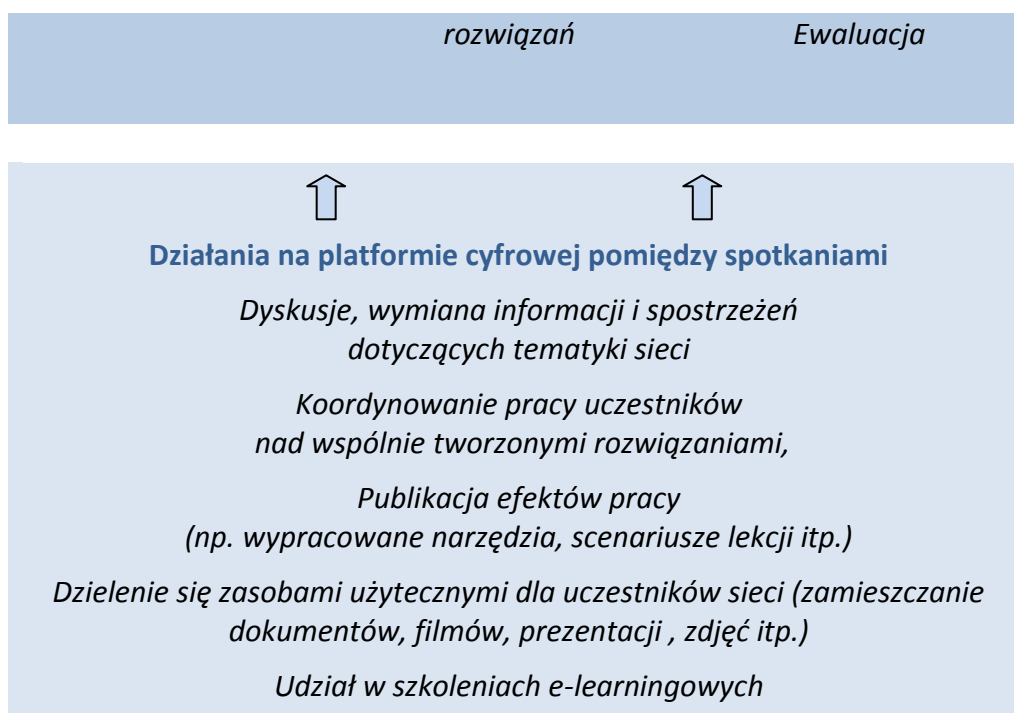 rozwiązań Ewaluacja
Działania na platformie cyfrowej pomiędzy spotkaniami
Dyskusje, wymiana informacji i spostrzeżeń
dotyczących tematyki sieci
Koordynowanie pracy uczestników
nad wspólnie tworzonymi rozwiązaniami,
Publikacja efektów pracy
(np. wypracowane narzędzia, scenariusze lekcji itp.)
Dzielenie się zasobami użytecznymi dla uczestników sieci (zamieszczanie
dokumentów, filmów, prezentacji , zdjęć itp.)
Udział w szkoleniach e-learningowych